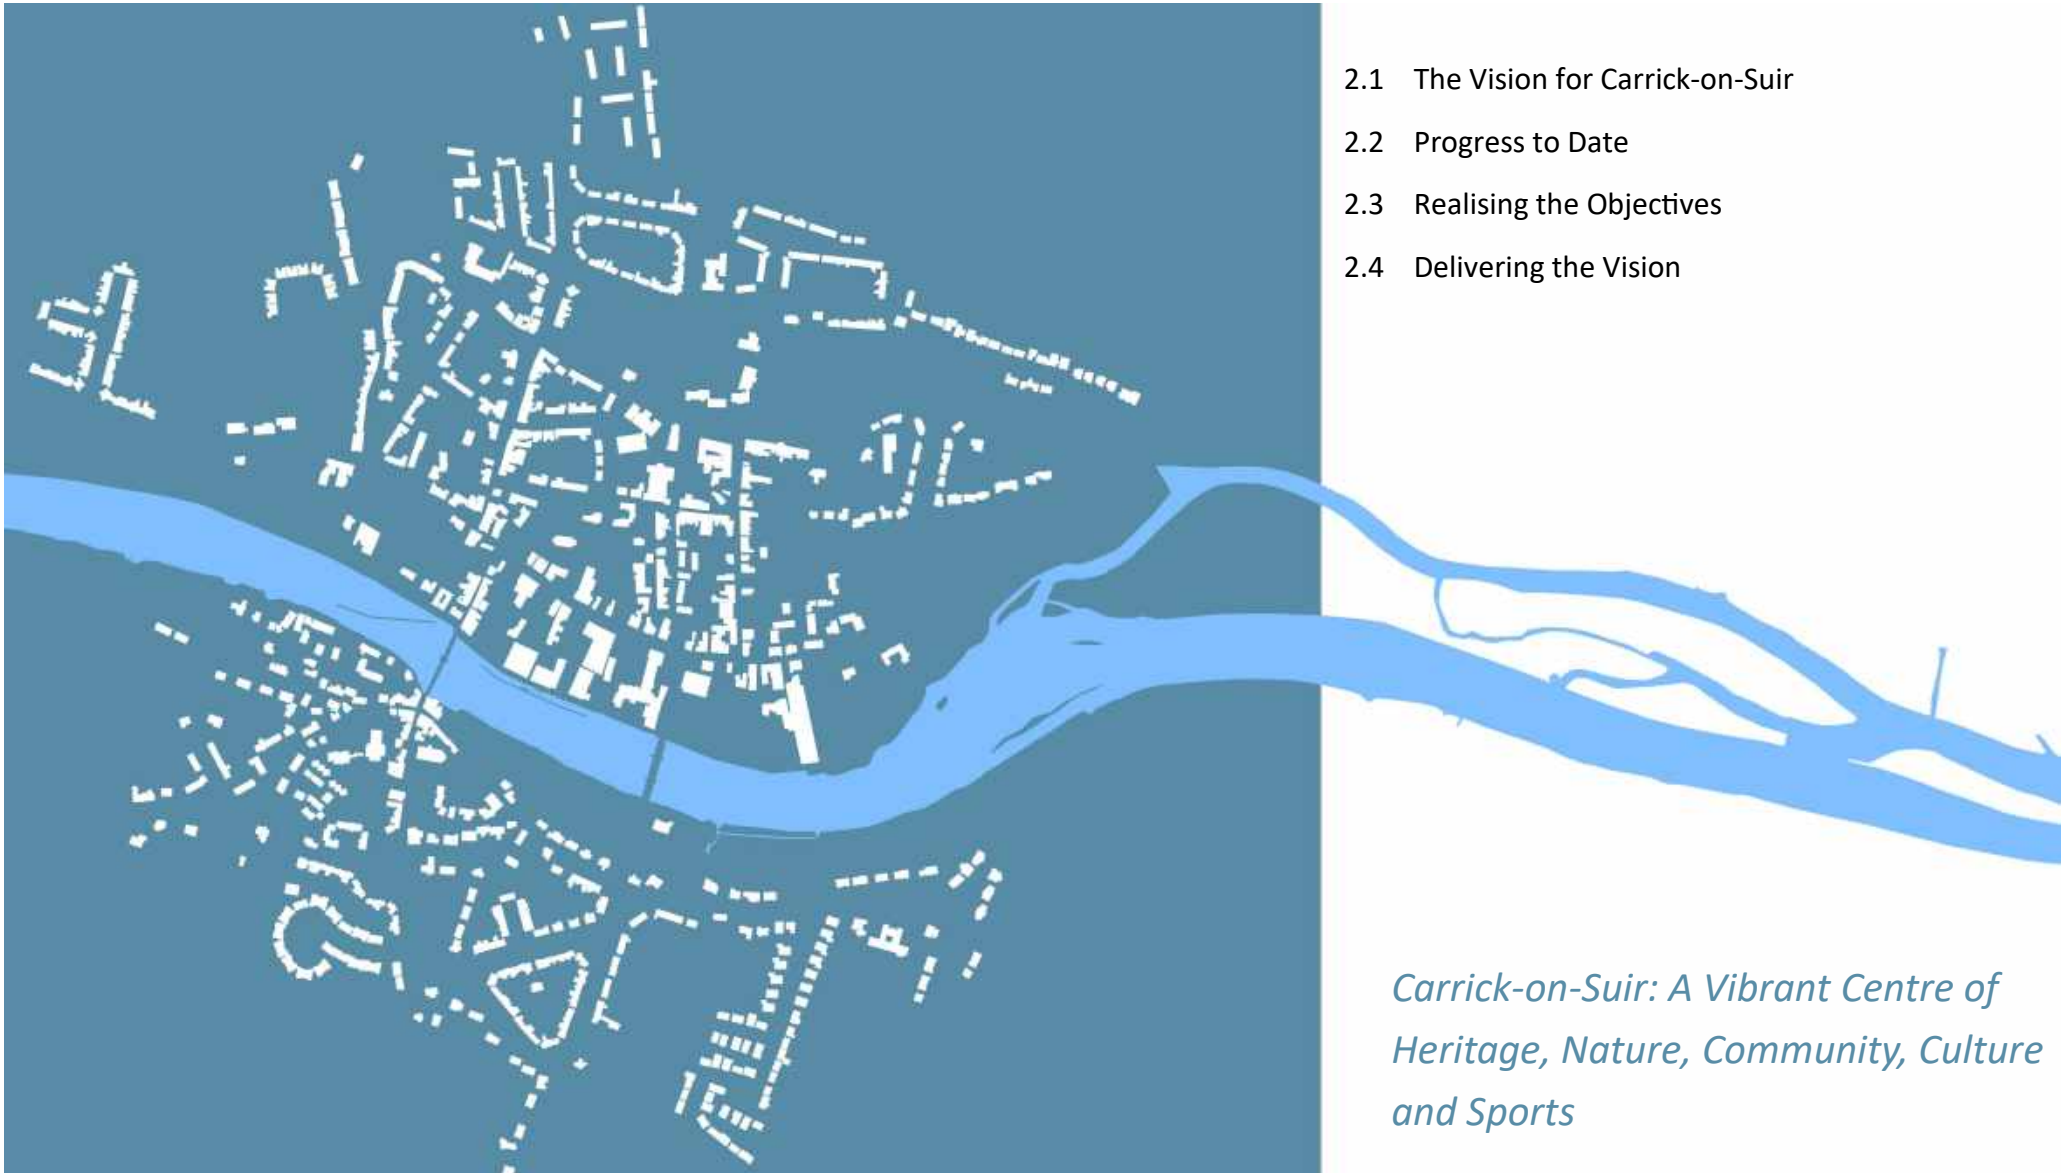 2.1 The Vision for Carrick-on-Suir
2.2 Progress to Date
2.3 Realising the Objectives
2.4 Delivering the Vision
Carrick-on-Suir: A Vibrant Centre of
Heritage, Nature, Community, Culture
and Sports